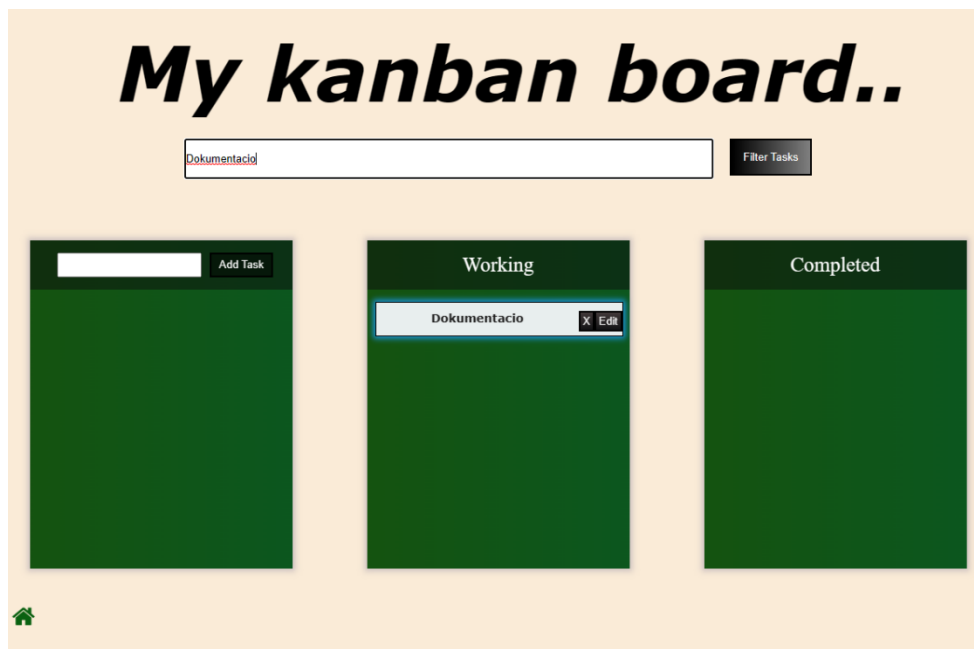 My kanban board..
Dokumentacio
Filter Tasks
Add Task
Working
Completed
Dokumentacio
X Edit